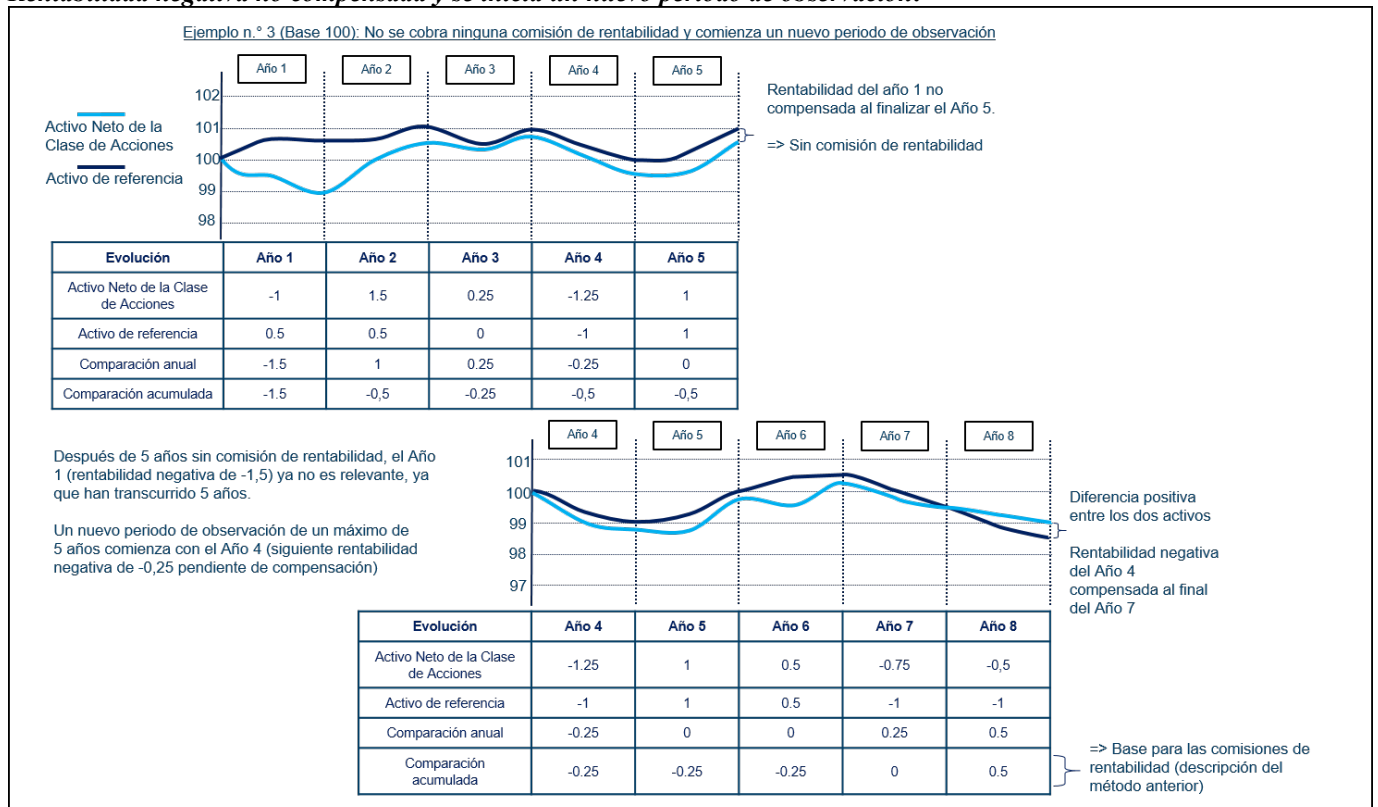 Rentabilidad negativa no compensada y se inicia un nuevo periodo de observación:
Ejemplo n.° 3 (Base 100): No se cobra ninguna comisión de rentabilidad y comienza un nuevo periodo de observación
Año 1 Año 2 Año 3 Año 4 Año 5
Activo Neto de la
Clase de Acciones
Activo de referencia
102
101
100
99
98
Rentabilidad del año 1 no
compensada al finalizar el Año 5.
=> Sin comisión de rentabilidad
Evolución Año 1 Año 2 Año 3 Año 4 Año 5
Activo Neto de la Clase
de Acciones -1 1.5 0.25 -1.25 1
Activo de referencia 0.5 0.5 0 -1 1
Comparación anual -1.5 1 0.25 -0.25 0
Comparación acumulada -1.5 -0,5 -0.25 -0,5 -0,5
Después de 5 años sin comisión de rentabilidad, el Año
1 (rentabilidad negativa de -1,5) ya no es relevante, ya
que han transcurrido 5 años.
Un nuevo periodo de observación de un máximo de
5 años comienza con el Año 4 (siguiente rentabilidad
negativa de -0,25 pendiente de compensación)
Año 4 Año 5 Año 6 Año 7 Año 8
101
100
99
98
97
Diferencia positiva
entre los dos activos
Rentabilidad negativa
del Año 4
compensada al final
del Año 7
Evolución Año 4 Año 5 Año 6 Año 7 Año 8
Activo Neto de la Clase
de Acciones -1.25 1 0.5 -0.75 -0,5
Activo de referencia -1 1 0.5 -1 -1
Comparación anual -0.25 0 0 0.25 0.5
Comparación
acumulada -0.25 -0.25 -0.25 0 0.5
=> Base para las comisiones de
rentabilidad (descripción del
método anterior)